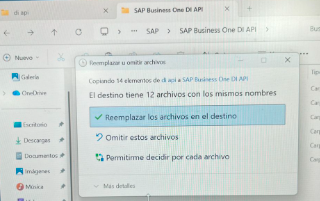 di api
SAP Business One DI API
SAP
SAP Business One DI API
Nuevo
Reemplazar u omitir archivos
Copiando 14 elementos de di api a SAP Business One DI API
El destino tiene 12 archivos con los mismos nombres
Reemplazar los archivos en el destino
Omitir estos archivos
Permitirme decidir por cada archivo
Más detalles
Galería
OneDrive
Escritorio
Descargas
Documentos
Imágenes
Música